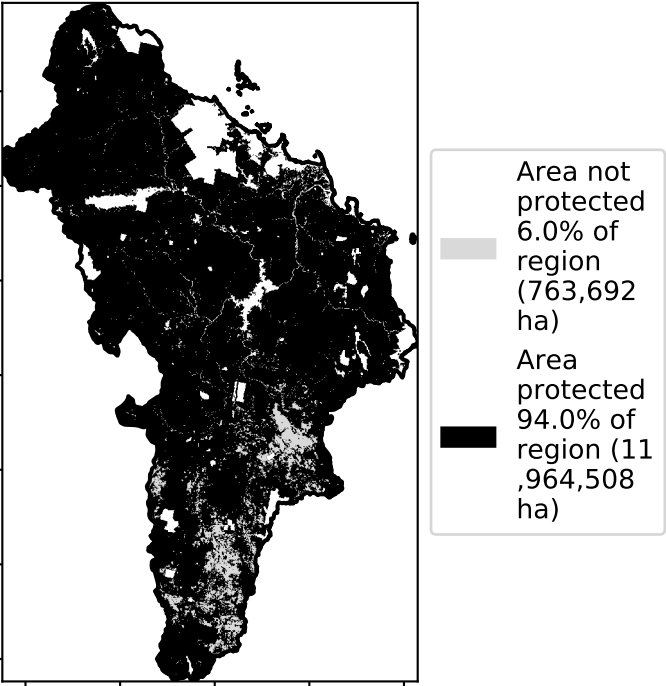 Area not
protected
6.0% of
region
(763,692
ha)
Area
protected
94.0% of
region (11
,964,508
ha)